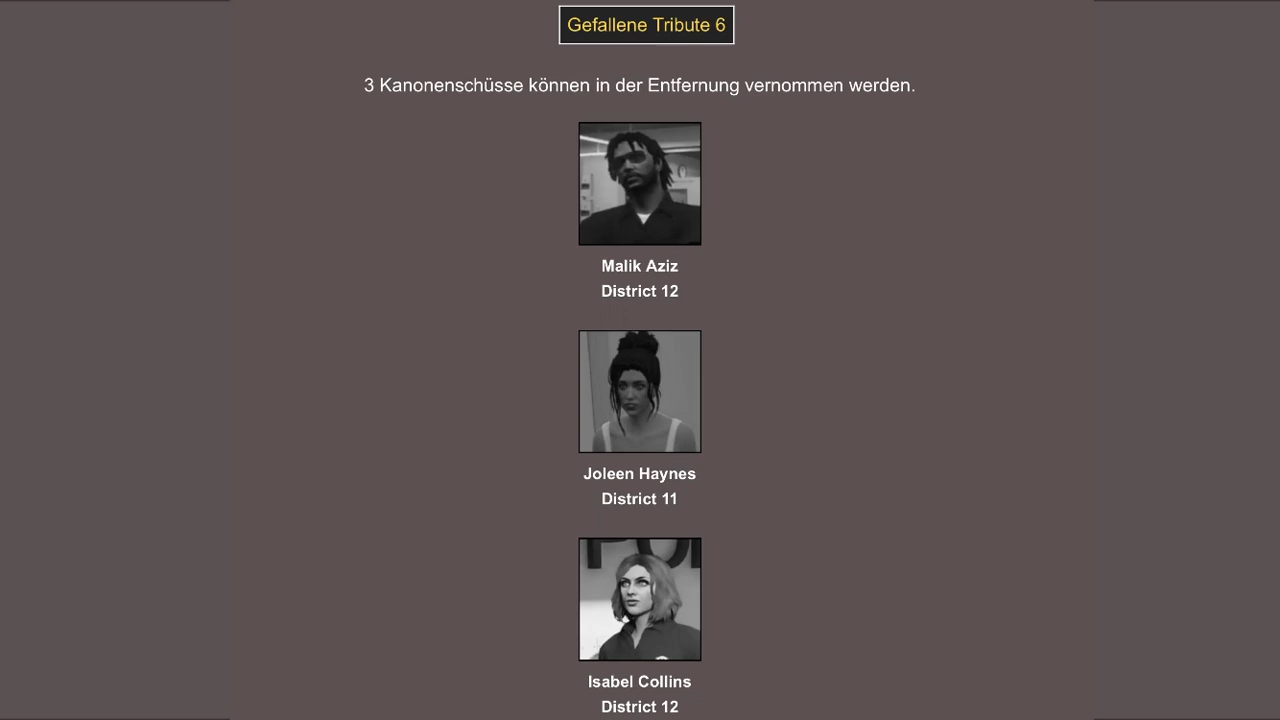 Gefallene Tribute 6
3 Kanonenschüsse können in der Entfernung vernommen werden.
Malik Aziz
District 12
Joleen Haynes
District 11
Isabel Collins
District 12